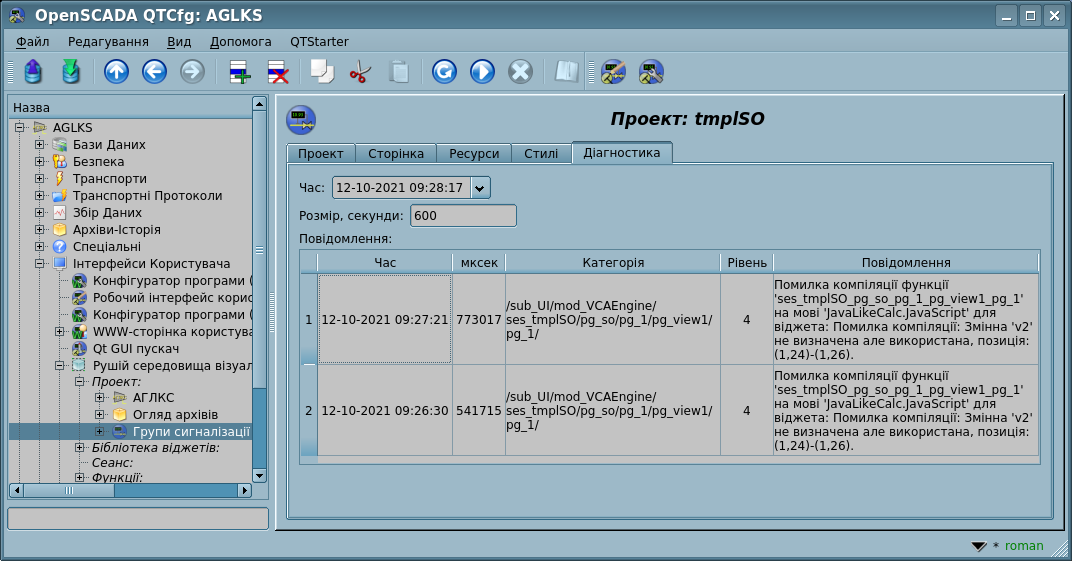 OpenSCADA QTCfg: AGLKS
Файл Редагування Вид Допомога QTStarter
Назва
AGLKS
Бази Даних
Безпека
Транспорти
Транспортні Протоколи
Збір Даних
Архіви-Історія
Спеціальні
Інтерфейси Користувача
Конфігуратор програми (
Робочий інтерфейс корис
Конфігуратор програми (
WWW-сторінка користува
Qt GUI пускач
Рушій середовища візуал
Проект:
АГЛКС
Огляд архівів
Групи сигналізації
Бібліотека віджетів:
Сеанс:
Функції:
Проект: tmplSO
Проект Сторінка Ресурси Стилі Діагностика
Час: 12-10-2021 09:28:17
Розмір, секунди: 600
Повідомлення:
Час мксек Категорія Рівень Повідомлення
1 12-10-2021 09:27:21 773017
/sub_UI/mod_VCAEngine/
ses_tmplSO/pg_so/pg_1/pg_view1/
pg_1/
4
Помилка компіляції функції
'ses_tmplSO_pg_so_pg_1_pg_view1_pg_1'
на мові 'JavaLikeCalc.JavaScript' для
віджета: Помилка компіляції: Змінна 'v2'
не визначена але використана, позиція:
(1,24)-(1,26).
2 12-10-2021 09:26:30 541715
/sub_UI/mod_VCAEngine/
ses_tmplSO/pg_so/pg_1/pg_view1/
pg_1/
4
Помилка компіляції функції
'ses_tmplSO_pg_so_pg_1_pg_view1_pg_1'
на мові 'JavaLikeCalc.JavaScript' для
віджета: Помилка компіляції: Змінна 'v2'
не визначена але використана, позиція:
(1,24)-(1,26).
* roman